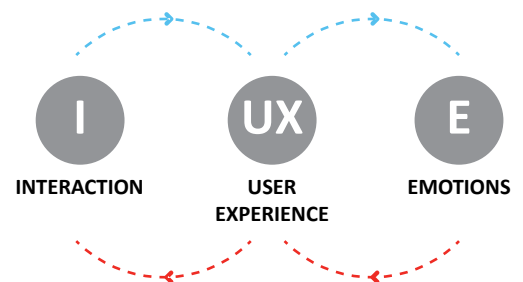 I
UX
E
INTERACTION
USER
EXPERIENCE
EMOTIONS